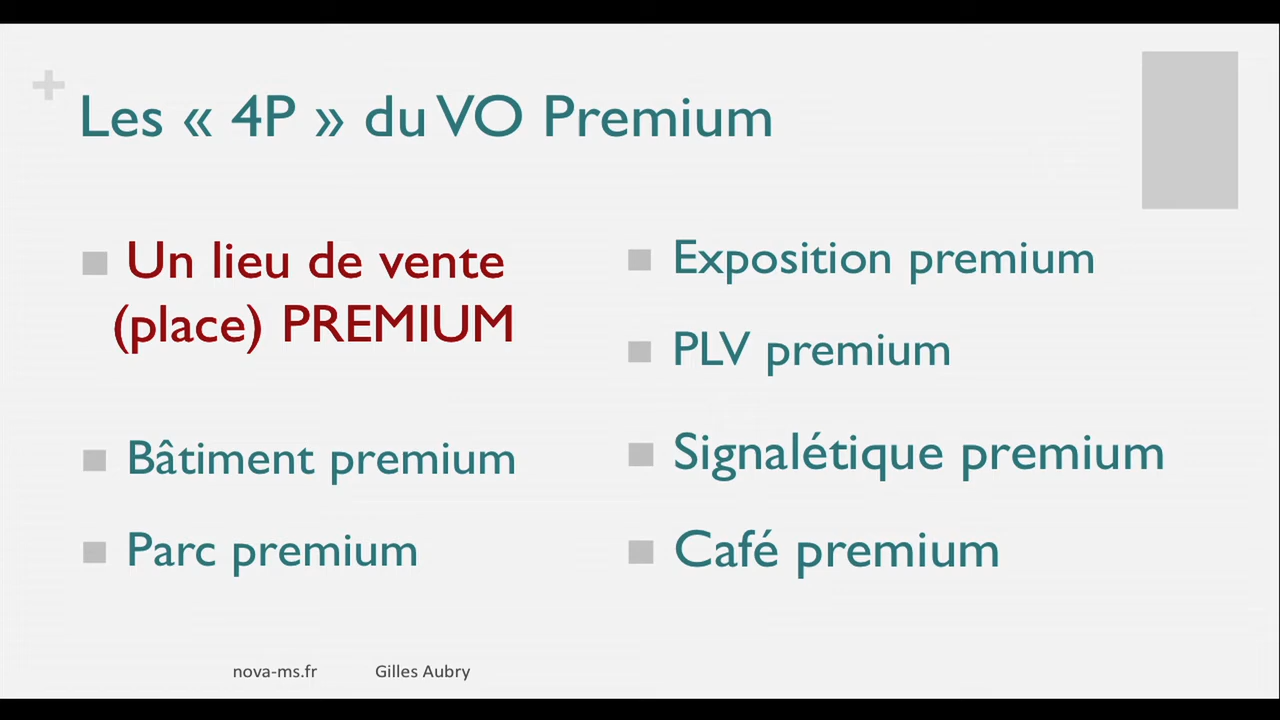 Les « 4P » du VO Premium
Un lieu de vente
(place) PREMIUM
Bâtiment premium
Parc premium
Exposition premium
PLV premium
Signalétique premium
Café premium
nova-ms.fr Gilles Aubry